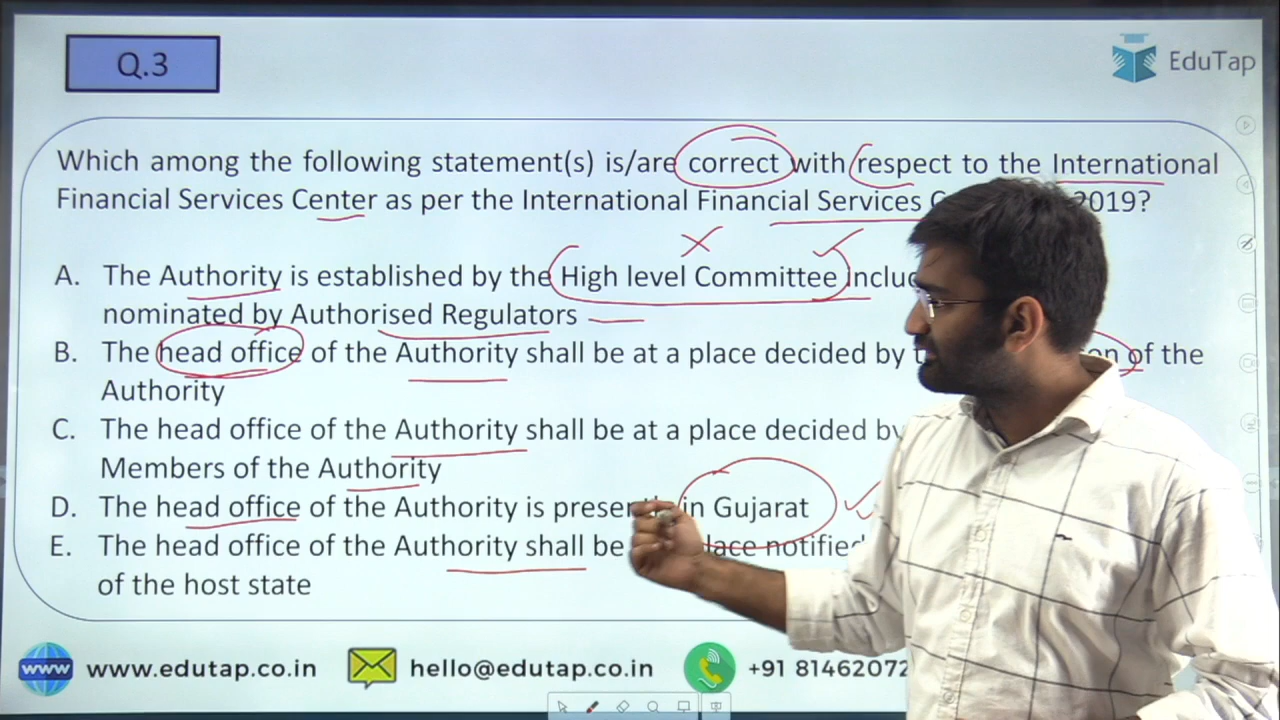 Q.3
EduTap
Which among the following statement(s) is/are correct with respect to the International
Financial Services Center as per the International Financial Services 2019?
A. The Authority is established by the High level Committee
nominated by Authorised Regulators
B. The head office of the Authority shall be at a place decided by of the
Authority
C. The head office of the Authority shall be at a place decided by
Members of the Authority
D. The head office of the Authority is presently in Gujarat
E. The head office of the Authority shall be place notified
of the host state
www www.edutap.co.in hello@edutap.co.in +91 81462072